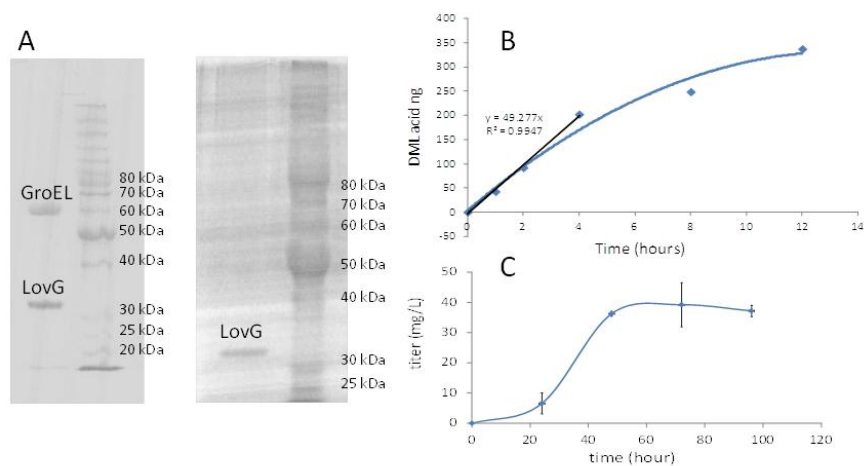 A
GroEL
LovG
80 kDa
70 kDa
60 kDa
50 kDa
40 kDa
30 kDa
25 kDa
20 kDa
LovG
80 kDa
70 kDa
60 kDa
50 kDa
40 kDa
30 kDa
25 kDa
B
DML acid ng
400
350
300
250
200
150
100
50
0
-50
y = 49.277x
R² = 0.9947
0 2 4 6 8 10 12 14
Time (hours)
C
titer (mg/L)
50
40
30
20
10
0
0 20 40 60 80 100 120
time (hour)